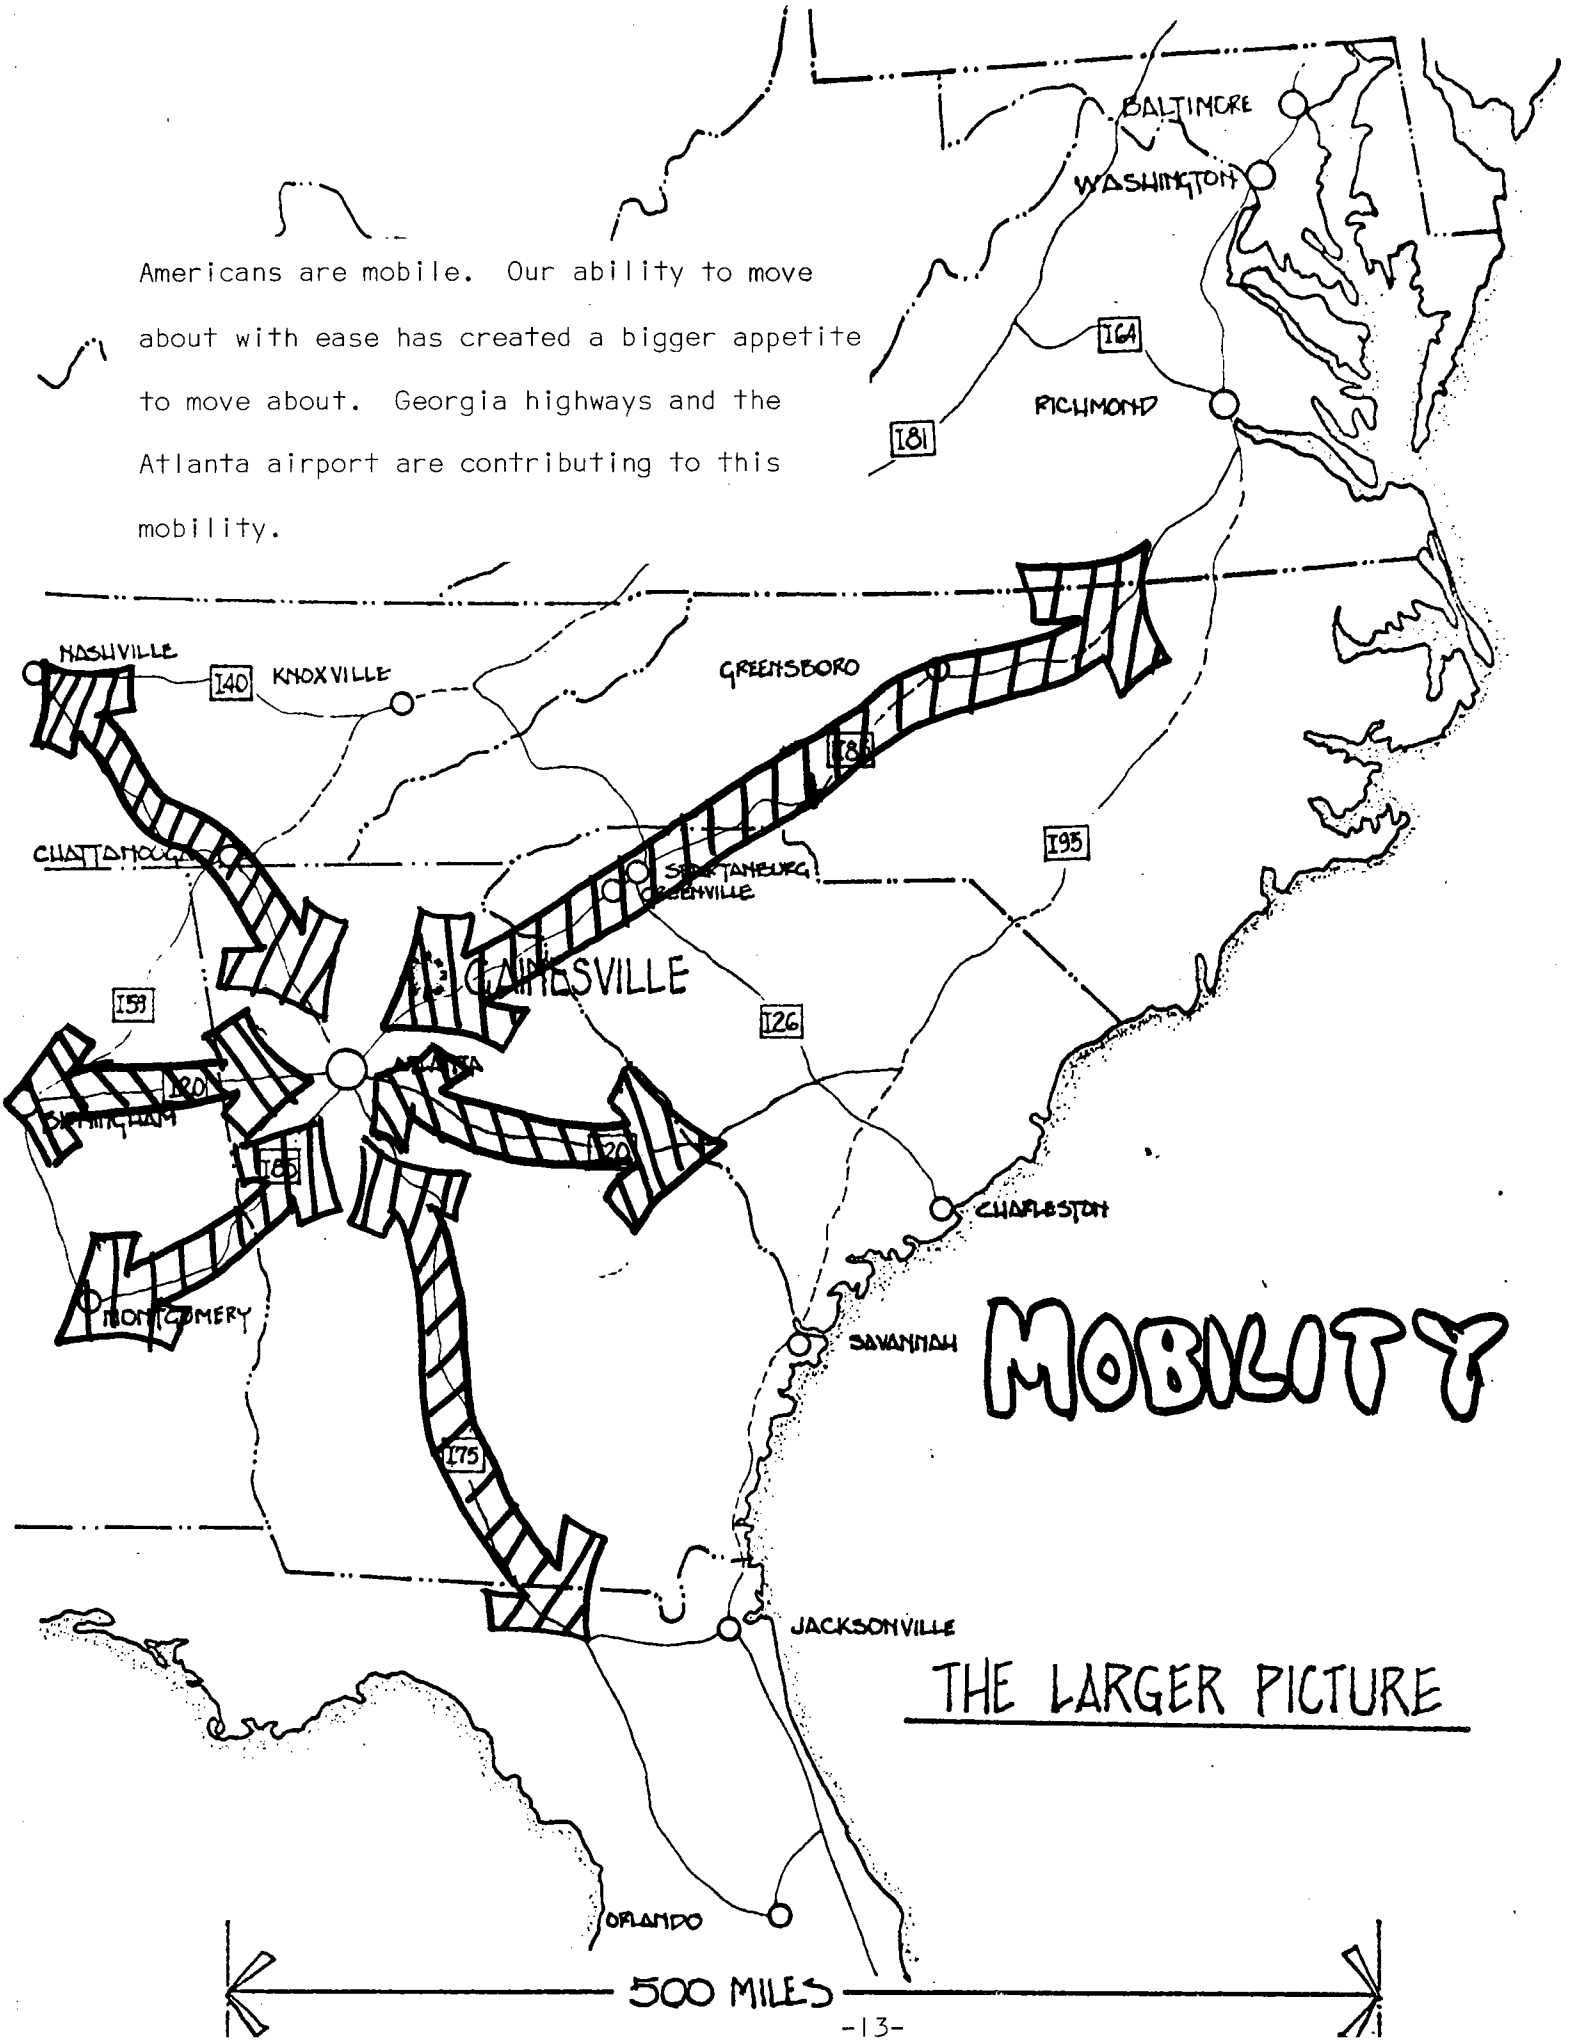 BALTIMORE
WASHINGTON
Americans are mobile. Our ability to move
about with ease has created a bigger appetite
to move about. Georgia highways and the
Atlanta airport are contributing to this
mobility.
I64
RICHMOND
I81
NASHVILLE
I40
KNOXVILLE
GREENSBORO
I85
CHATTANOOGA
I95
SPARTANBURG
GREENVILLE
GAINESVILLE
I59
I26
ATLANTA
I20
BIRMINGHAM
I20
I85
CHARLESTON
MONTGOMERY
SAVANNAH
MOBILITY
I75
JACKSONVILLE
THE LARGER PICTURE
ORLANDO
500 MILES
-13-